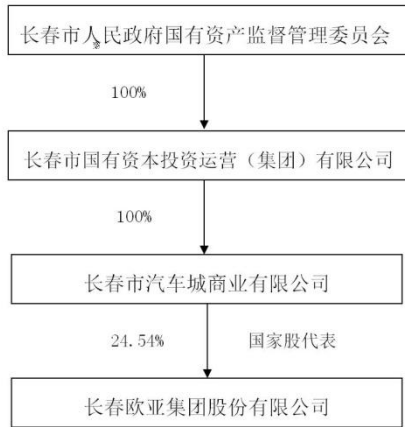 长春市人民政府国有资产监督管理委员会
100%
长春市国有资本投资运营（集团）有限公司
100%
长春市汽车城商业有限公司
24.54% 国家股代表
长春欧亚集团股份有限公司